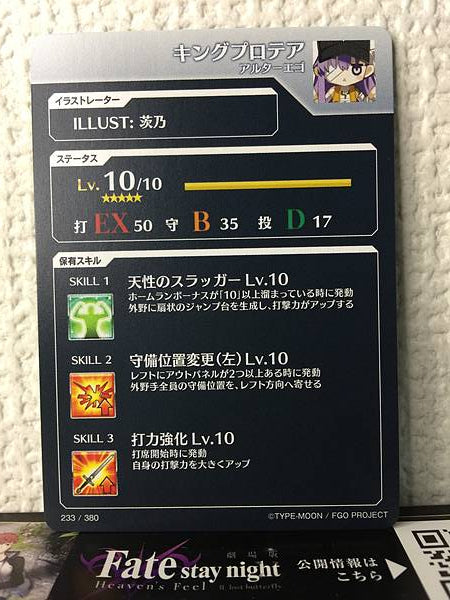 キングプロテア
アルターエゴ
イラストレーター
ILLUST: 茨乃
ステータス
Lv. 10/10
★★★★★
打 EX 50 守 B 35 投 D 17
保有スキル
SKILL 1 天性のスラッガー Lv.10
ホームランボーナスが「10」以上溜まっている時に発動
外野に扇状のジャンプ台を生成し、打撃力がアップする
SKILL 2 守備位置変更(左) Lv.10
レフトにアウトパネルが2つ以上ある時に発動
外野手全員の守備位置を、レフト方向へ寄せる
SKILL 3 打力強化 Lv.10
打席開始時に発動
自身の打撃力を大きくアップ
233 / 380
©TYPE-MOON / FGO PROJECT
劇場版
Fate stay night
Heaven's Feel
II. lost butterfly
公開情報は
こちら